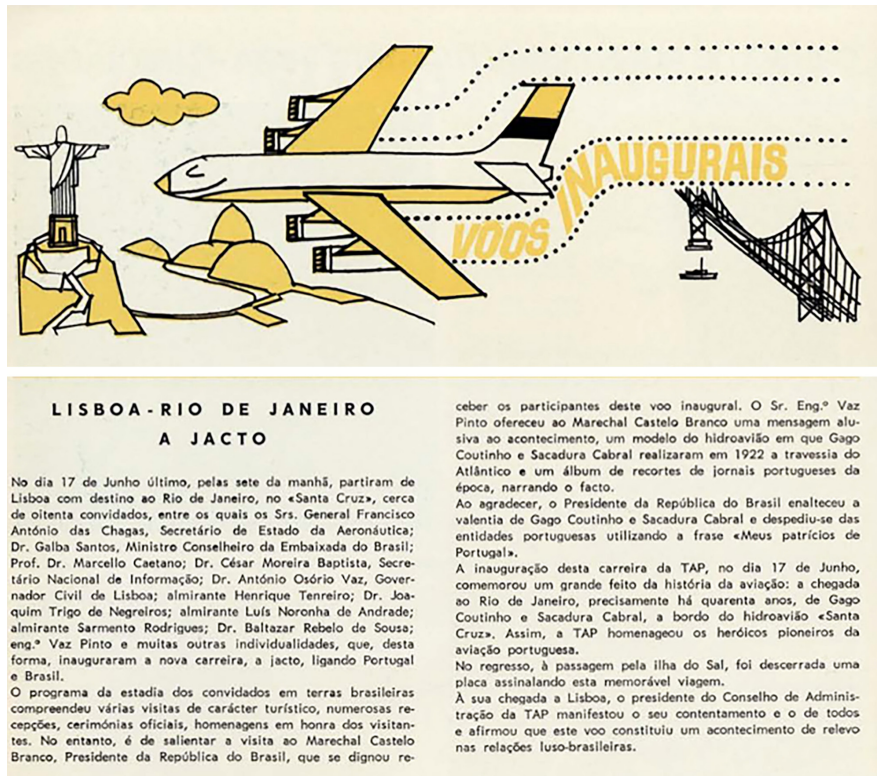 VOOS INAUGURAIS
LISBOA-RIO DE JANEIRO
A JACTO
No dia 17 de Junho último, pelas sete da manhã, partiram de
Lisboa com destino ao Rio de Janeiro, no «Santa Cruz», cerca
de oitenta convidados, entre os quais os Srs. General Francisco
António das Chagas, Secretário de Estado da Aeronáutica;
Dr. Galba Santos, Ministro Conselheiro da Embaixada do Brasil;
Prof. Dr. Marcello Caetano; Dr. César Moreira Baptista, Secre-
tário Nacional de Informação; Dr. António Osório Vaz, Gover-
nador Civil de Lisboa; almirante Henrique Tenreiro; Dr. Joa-
quim Trigo de Negreiros; almirante Luís Noronha de Andrade;
almirante Sarmento Rodrigues; Dr. Baltazar Rebelo de Sousa;
eng.º Vaz Pinto e muitas outras individualidades, que, desta
forma, inauguraram a nova carreira, a jacto, ligando Portugal
e Brasil.
O programa da estadia dos convidados em terras brasileiras
compreendeu várias visitas de carácter turístico, numerosas re-
cepções, cerimónias oficiais, homenagens em honra dos visitan-
tes. No entanto, é de salientar a visita ao Marechal Castelo
Branco, Presidente da República do Brasil, que se dignou re-
ceber os participantes deste voo inaugural. O Sr. Eng.º Vaz
Pinto ofereceu ao Marechal Castelo Branco uma mensagem alu-
siva ao acontecimento, um modelo do hidroavião em que Gago
Coutinho e Sacadura Cabral realizaram em 1922 a travessia do
Atlântico e um álbum de recortes de jornais portugueses da
época, narrando o facto.
Ao agradecer, o Presidente da República do Brasil enalteceu a
valentia de Gago Coutinho e Sacadura Cabral e despediu-se das
entidades portuguesas utilizando a frase «Meus patrícios de
Portugal».
A inauguração desta carreira da TAP, no dia 17 de Junho,
comemorou um grande feito da história da aviação: a chegada
ao Rio de Janeiro, precisamente há quarenta anos, de Gago
Coutinho e Sacadura Cabral, a bordo do hidroavião «Santa
Cruz». Assim, a TAP homenageou os heróicos pioneiros da
aviação portuguesa.
No regresso, à passagem pela ilha do Sal, foi descerrada uma
placa assinalando esta memorável viagem.
À sua chegada a Lisboa, o presidente do Conselho de Adminis-
tração da TAP manifestou o seu contentamento e o de todos
e afirmou que este voo constituiu um acontecimento de relevo
nas relações luso-brasileiras.